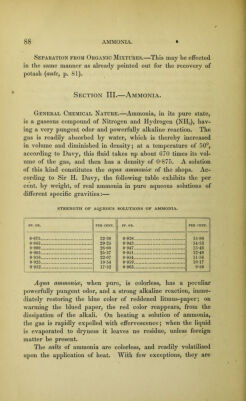 88 AMMONIA.
SEPARATION FROM ORGANIC MIXTURES.—This may be effected
in the same manner as already pointed out for the recovery of
potash (ante, p. 81).
SECTION III.—AMMONIA.
GENERAL CHEMICAL NATURE.—Ammonia, in its pure state,
is a gaseous compound of Nitrogen and Hydrogen (NH₃), hav-
ing a very pungent odor and powerfully alkaline reaction. The
gas is readily absorbed by water, which is thereby increased
in volume and diminished in density; at a temperature of 50°,
according to Davy, this fluid takes up about 670 times its vol-
ume of the gas, and then has a density of 0·875. A solution
of this kind constitutes the aqua ammoniæ of the shops. Ac-
cording to Sir H. Davy, the following table exhibits the per
cent. by weight, of real ammonia in pure aqueous solutions of
different specific gravities:—
STRENGTH OF AQUEOUS SOLUTIONS OF AMMONIA.
SP. GR. PER CENT. SP. GR. PER CENT.
Aqua ammoniæ, when pure, is colorless, has a peculiar
powerfully pungent odor, and a strong alkaline reaction, imme-
diately restoring the blue color of reddened litmus-paper; on
warming the blued paper, the red color reappears, from the
dissipation of the alkali. On heating a solution of ammonia,
the gas is rapidly expelled with effervescence; when the liquid
is evaporated to dryness it leaves no residue, unless foreign
matter be present.
The salts of ammonia are colorless, and readily volatilised
upon the application of heat. With few exceptions, they are